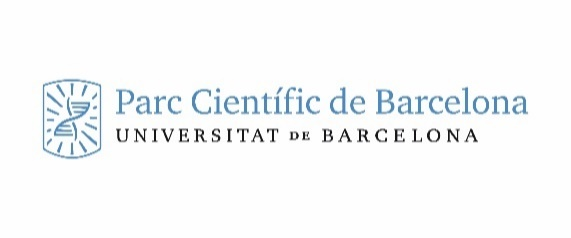 Parc Científic de Barcelona
UNIVERSITAT DE BARCELONA